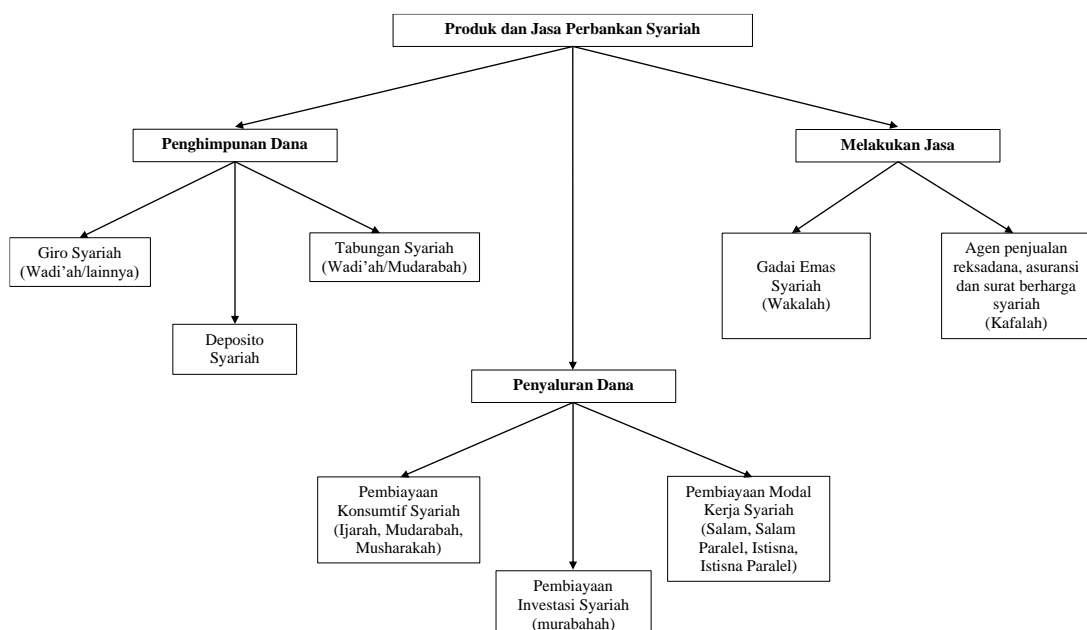 Produk dan Jasa Perbankan Syariah
Penghimpunan Dana
Melakukan Jasa
Giro Syariah
(Wadi’ah/lainnya)
Tabungan Syariah
(Wadi’ah/Mudarabah)
Deposito
Syariah
Gadai Emas
Syariah
(Wakalah)
Agen penjualan
reksadana, asuransi
dan surat berharga
syariah
(Kafalah)
Penyaluran Dana
Pembiayaan
Konsumtif Syariah
(Ijarah, Mudarabah,
Musharakah)
Pembiayaan
Investasi Syariah
(murabahah)
Pembiayaan Modal
Kerja Syariah
(Salam, Salam
Paralel, Istisna,
Istisna Paralel)